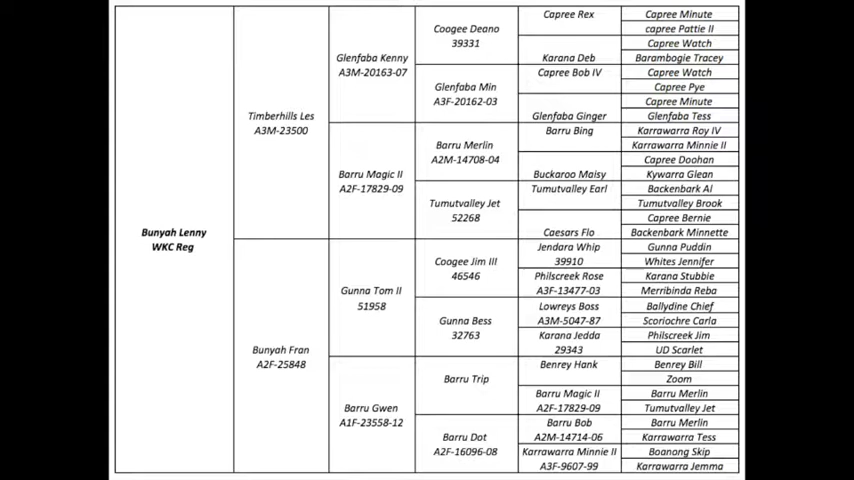 Bunyah Lenny
WKC Reg
Timberhills Les
A3M-23500
Bunyah Fran
A2F-25848
Glenfaba Kenny
A3M-20163-07
Barru Magic II
A2F-17829-09
Gunna Tom II
51958
Barru Gwen
A1F-23558-12
Coogee Deano
39331
Glenfaba Min
A3F-20162-03
Barru Merlin
A2M-14708-04
Tumutvalley Jet
52268
Coogee Jim III
46546
Gunna Bess
32763
Barru Trip
Barru Dot
A2F-16096-08
Capree Rex
Karana Deb
Capree Bob IV
Glenfaba Ginger
Barru Bing
Buckaroo Maisy
Tumutvalley Earl
Caesars Flo
Jendara Whip
39910
Philscreek Rose
A3F-13477-03
Lowreys Boss
A3M-5047-87
Karana Jedda
29343
Benrey Hank
Barru Magic II
A2F-17829-09
Barru Bob
A2M-14714-06
Karrawarra Minnie II
A3F-9607-99
Capree Minute
capree Pattie II
Capree Watch
Barambogie Tracey
Capree Watch
Capree Pye
Capree Minute
Glenfaba Tess
Karrawarra Roy IV
Karrawarra Minnie II
Capree Doohan
Kywarra Glean
Backenbark Al
Tumutvalley Brook
Capree Bernie
Backenbark Minnette
Gunna Puddin
Whites Jennifer
Karana Stubbie
Merribinda Reba
Ballydine Chief
Scoriochre Carla
Philscreek Jim
UD Scarlet
Benrey Bill
Zoom
Barru Merlin
Tumutvalley Jet
Barru Merlin
Karrawarra Tess
Boanong Skip
Karrawarra Jemma